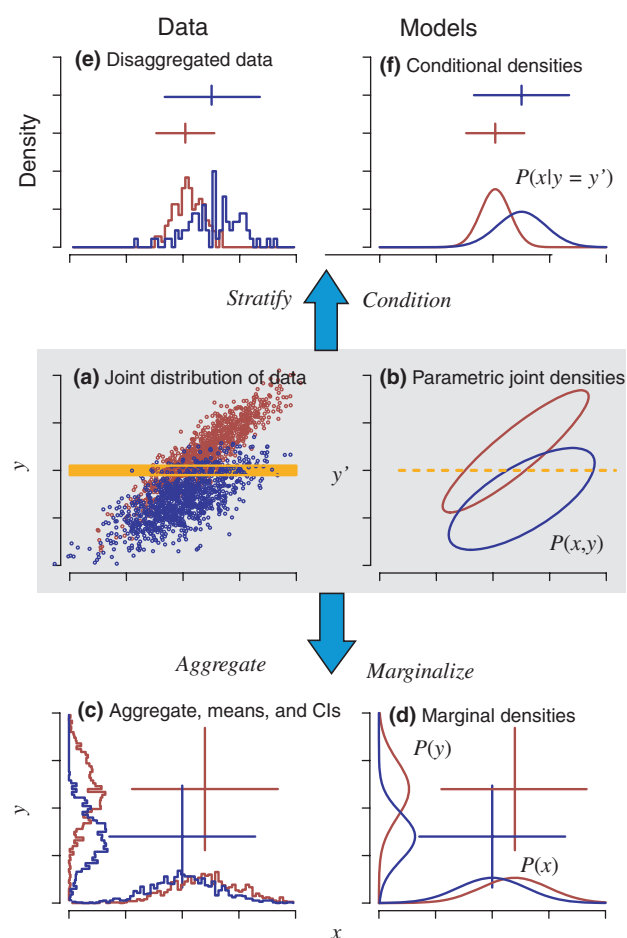 Data Models
(e) Disaggregated data
(f) Conditional densities
Density
P(x|y = y’)
Stratify Condition
(a) Joint distribution of data
(b) Parametric joint densities
y
y’
P(x,y)
Aggregate Marginalize
(c) Aggregate, means, and CIs
(d) Marginal densities
P(y)
y
P(x)
x